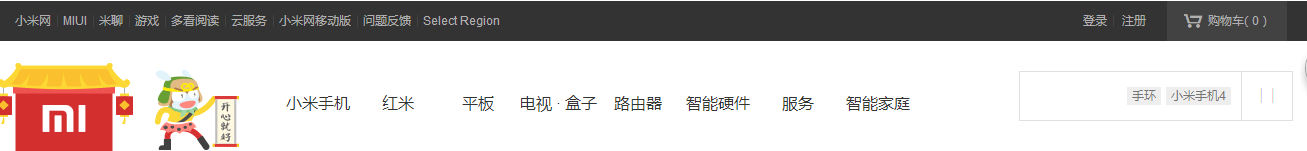 小米网 MIUI 米聊 游戏 多看阅读 云服务 小米网移动版 问题反馈 Select Region 登录 注册 购物车( 0 )
MI
开心就好
小米手机 红米 平板 电视 · 盒子 路由器 智能硬件 服务 智能家庭
手环 小米手机4